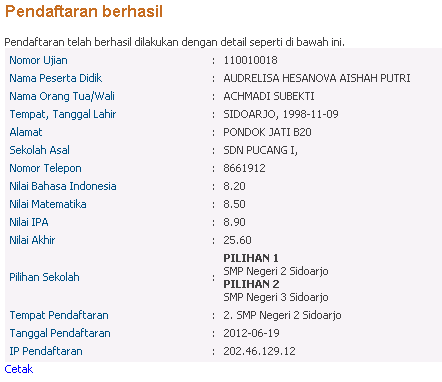 Pendaftaran berhasil
Pendaftaran telah berhasil dilakukan dengan detail seperti di bawah ini.
Nomor Ujian : 110010018
Nama Peserta Didik : AUDRELISA HESANOVA AISHAH PUTRI
Nama Orang Tua/Wali : ACHMADI SUBEKTI
Tempat, Tanggal Lahir : SIDOARJO, 1998-11-09
Alamat : PONDOK JATI B20
Sekolah Asal : SDN PUCANG I,
Nomor Telepon : 8661912
Nilai Bahasa Indonesia : 8.20
Nilai Matematika : 8.50
Nilai IPA : 8.90
Nilai Akhir : 25.60
Pilihan Sekolah : PILIHAN 1
SMP Negeri 2 Sidoarjo
PILIHAN 2
SMP Negeri 3 Sidoarjo
Tempat Pendaftaran : 2. SMP Negeri 2 Sidoarjo
Tanggal Pendaftaran : 2012-06-19
IP Pendaftaran : 202.46.129.12
Cetak